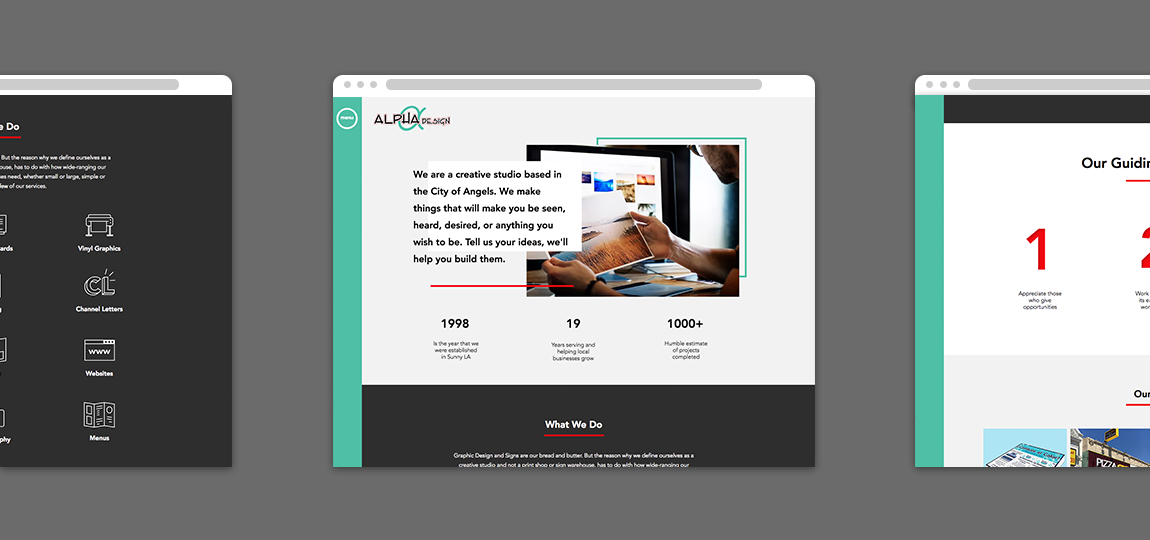 e Do
But the reason why we define ourselves as a
ouse, has to do with how wide-ranging our
ses need, whether small or large, simple or
few of our services.
ards
Vinyl Graphics
g
CL
Channel Letters
www
Websites
phy
Menus
menu
ALPHA DESIGN
We are a creative studio based in
the City of Angels. We make
things that will make you be seen,
heard, desired, or anything you
wish to be. Tell us your ideas, we'll
help you build them.
1998
Is the year that we
were established
in Sunny LA
19
Years serving and
helping local
businesses grow
1000+
Humble estimate
of projects
completed
What We Do
Graphic Design and Signs are our bread and butter. But the reason why we define ourselves as a
creative studio and not a print shop or sign warehouse, has to do with how wide-ranging our
Our Guidin
1
Appreciate those
who give
opportunities
2
Work
its ea
wor
Our
PIZZA